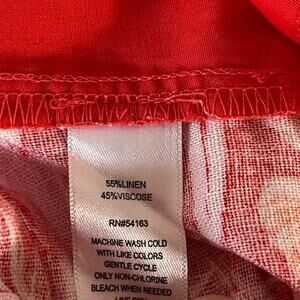 55%LINEN
45%VISCOSE
RN#54163
MACHINE WASH COLD
WITH LIKE COLORS
GENTLE CYCLE
ONLY NON-CHLORINE
BLEACH WHEN NEEDED